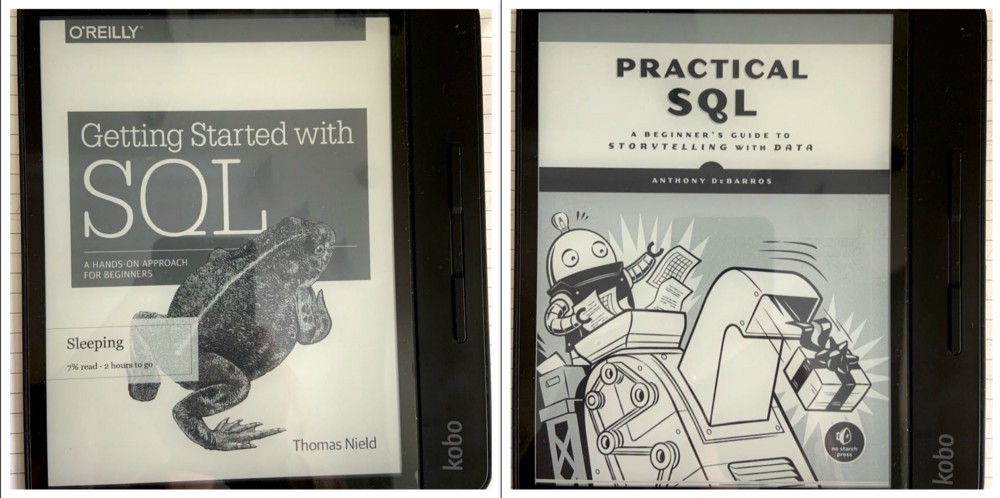 O'REILLY®
Getting Started with
SQL
A HANDS-ON APPROACH
FOR BEGINNERS
Sleeping
7% read · 2 hours to go
Thomas Nield
kobo
PRACTICAL
SQL
A BEGINNER'S GUIDE TO
STORYTELLING WITH DATA
ANTHONY DeBARROS
no starch
press
kobo